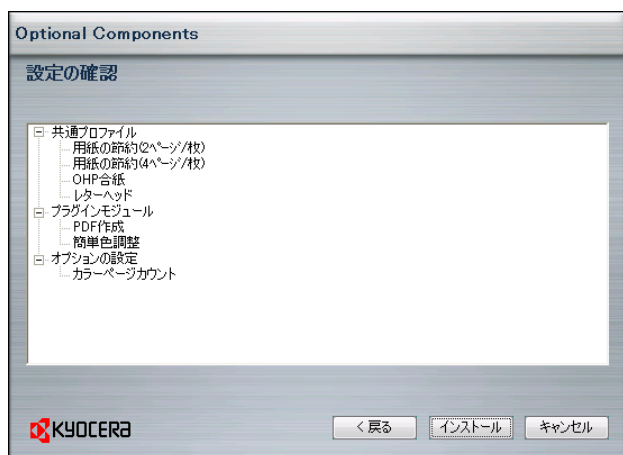 Optional Components
設定の確認
共通プロファイル
用紙の節約(2ページ/枚)
用紙の節約(4ページ/枚)
OHP合紙
レターヘッド
プラグインモジュール
PDF作成
簡単色調整
オプションの設定
カラーページカウント
KYOCERA
< 戻る
インストール
キャンセル